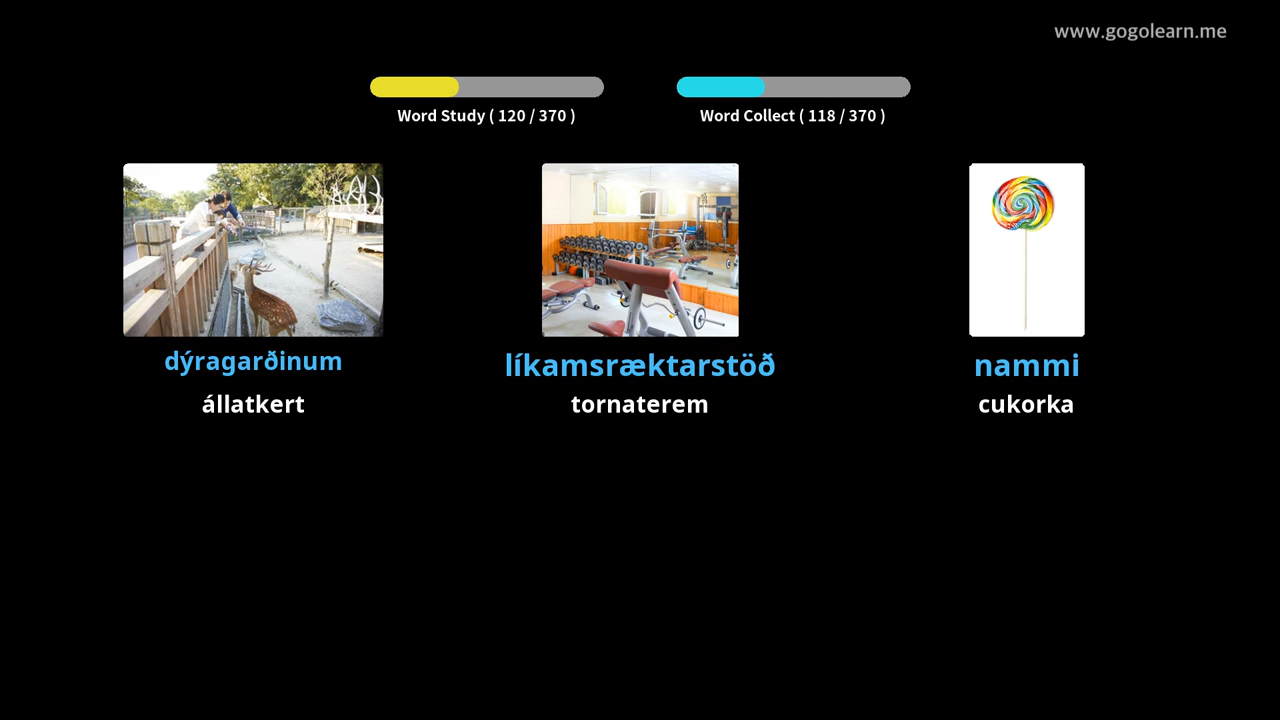 www.gogolearn.me
Word Study ( 120 / 370 )
Word Collect ( 118 / 370 )
dýragarðinum
állatkert
líkamsræktarstöð
tornaterem
nammi
cukorka